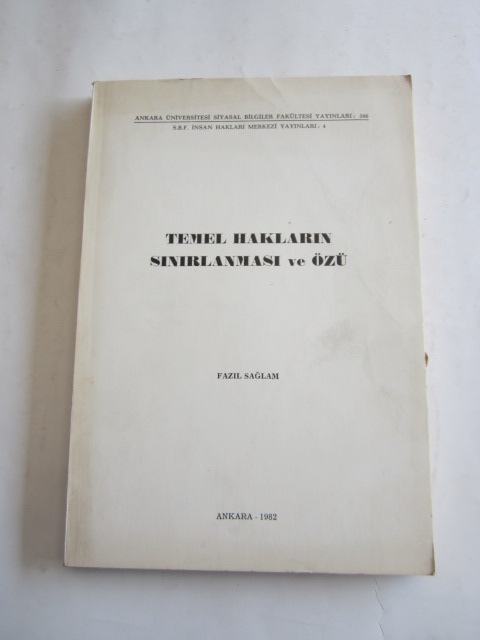 ANKARA ÜNİVERSİTESİ SİYASAL BİLGİLER FAKÜLTESİ YAYINLARI:
S.B.F. İNSAN HAKLARI MERKEZİ YAYINLARI: 4
TEMEL HAKLARIN
SINIRLANMASI ve ÖZÜ
FAZIL SAĞLAM
ANKARA - 1982